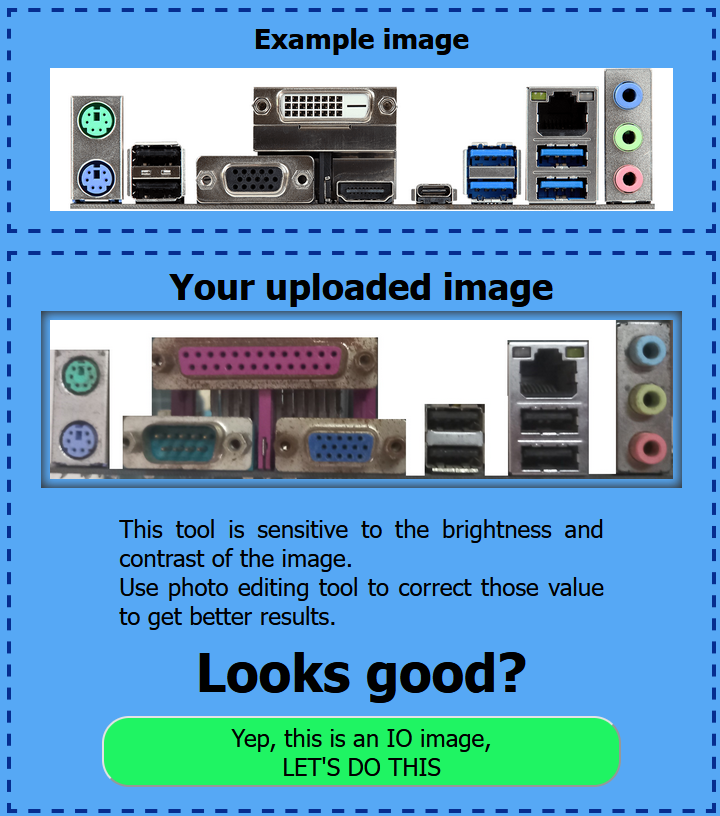 Example image
Your uploaded image
This tool is sensitive to the brightness and
contrast of the image.
Use photo editing tool to correct those value
to get better results.
Looks good?
Yep, this is an IO image,
LET'S DO THIS